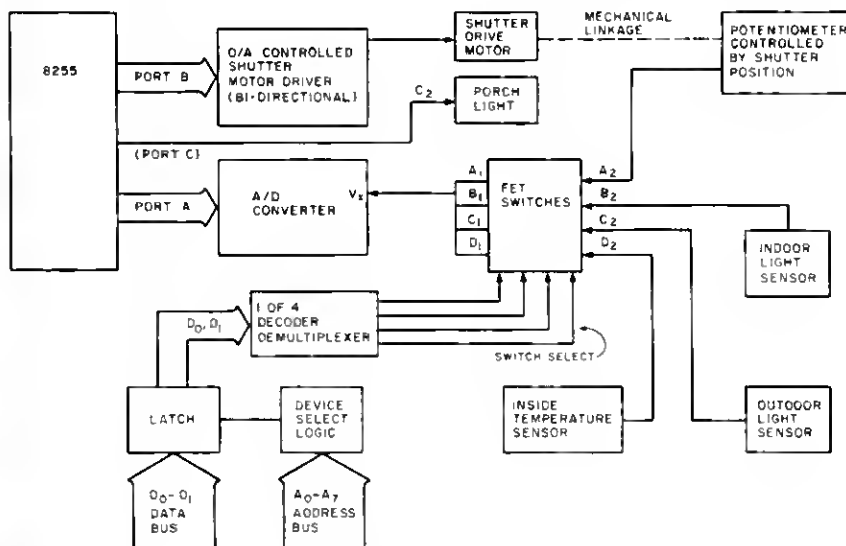 8255
PORT B
O/A CONTROLLED
SHUTTER
MOTOR DRIVER
(BI-DIRECTIONAL)
SHUTTER
DRIVE
MOTOR
MECHANICAL
LINKAGE
POTENTIOMETER
CONTROLLED
BY SHUTTER
POSITION
C2
PORCH
LIGHT
(PORT C)
PORT A
A/D
CONVERTER
Vx
A1
B1
C1
D1
FET
SWITCHES
A2
B2
C2
D2
INDOOR
LIGHT
SENSOR
D0, D1
1 OF 4
DECODER
DEMULTIPLEXER
SWITCH SELECT
LATCH
DEVICE
SELECT
LOGIC
INSIDE
TEMPERATURE
SENSOR
OUTDOOR
LIGHT
SENSOR
D0-D1
DATA
BUS
A0-A7
ADDRESS
BUS